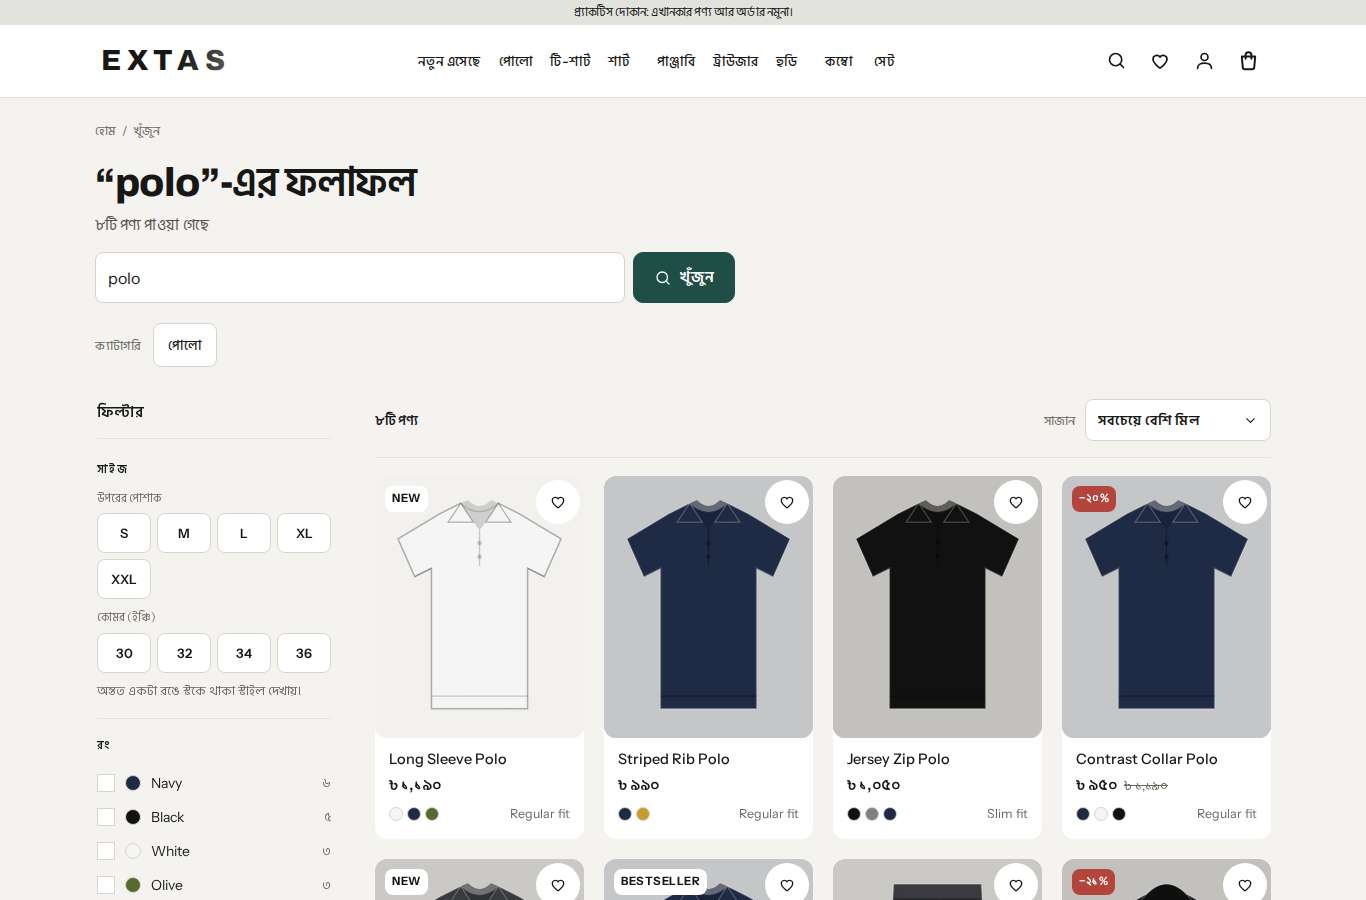 প্র্যাকটিস দোকান: এখানকার পণ্য আর অর্ডার নমুনা।
EXTAS
নতুন এসেছে পোলো টি-শার্ট শার্ট পাঞ্জাবি ট্রাউজার হুডি কম্বো সেট
হোম / খুঁজুন
“polo”-এর ফলাফল
৮টি পণ্য পাওয়া গেছে
polo
খুঁজুন
ক্যাটাগরি পোলো
ফিল্টার
৮টি পণ্য
সাজান সবচেয়ে বেশি মিল
সাইজ
উপরের পোশাক
S M L XL
XXL
কোমর (ইঞ্চি)
30 32 34 36
অন্তত একটা রঙে স্টকে থাকা স্টাইল দেখায়।
রং
Navy ৬
Black ৫
White ৩
Olive ৩
NEW
Long Sleeve Polo
৳ ১,১৯০
Regular fit
Striped Rib Polo
৳ ৯৯০
Regular fit
Jersey Zip Polo
৳ ১,০৫০
Slim fit
−২০%
Contrast Collar Polo
৳ ৯৫০ ৳ ১,১৯০
Regular fit
NEW
BESTSELLER
−২১%